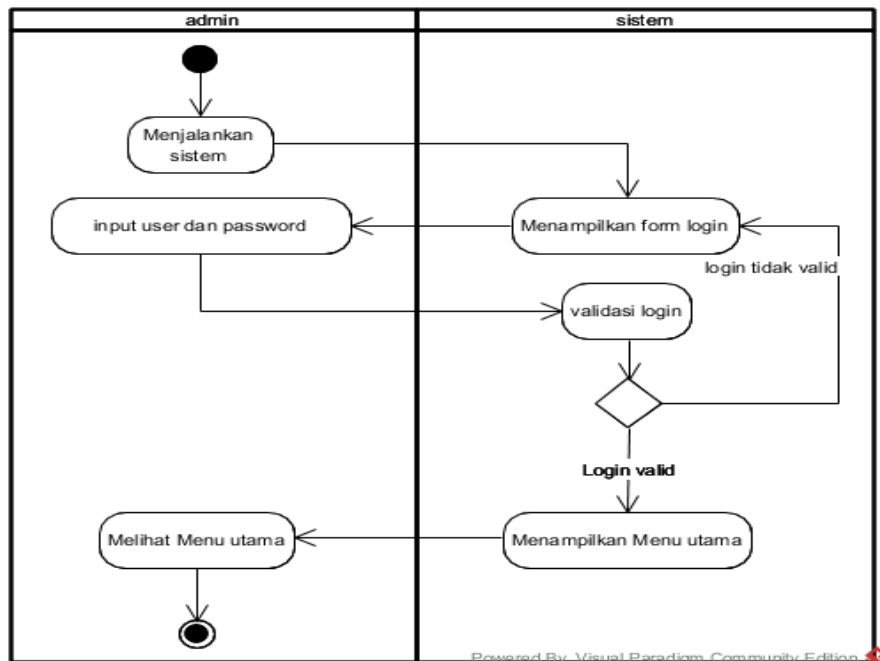 admin
sistem
Menjalankan
sistem
input user dan password
Menampilkan form login
login tidak valid
validasi login
Login valid
Melihat Menu utama
Menampilkan Menu utama
Powered By Visual Paradigm Community Edition